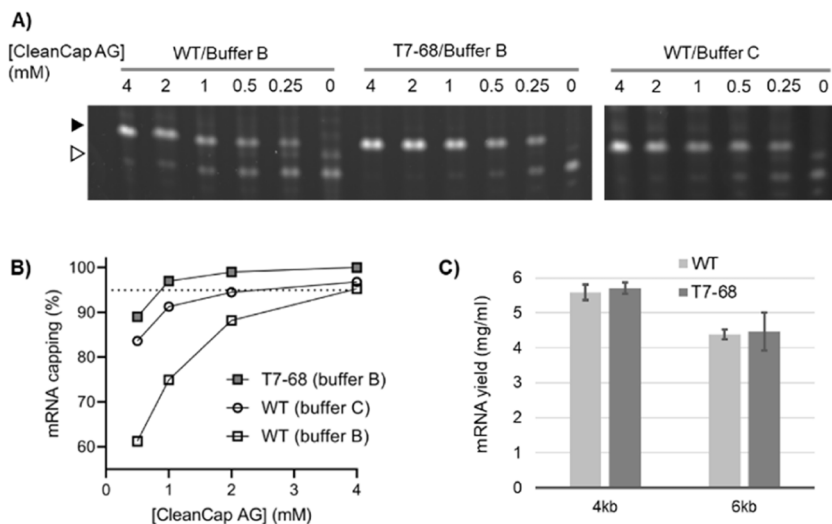 A)
[CleanCap AG]
(mM)
WT/Buffer B
T7-68/Buffer B
WT/Buffer C
4 2 1 0.5 0.25 0
4 2 1 0.5 0.25 0
4 2 1 0.5 0.25 0
B)
mRNA capping (%)
100
90
80
70
60
T7-68 (buffer B)
WT (buffer C)
WT (buffer B)
0 1 2 3 4
[CleanCap AG] (mM)
C)
WT
T7-68
mRNA yield (mg/ml)
6
5
4
3
2
1
0
4kb 6kb